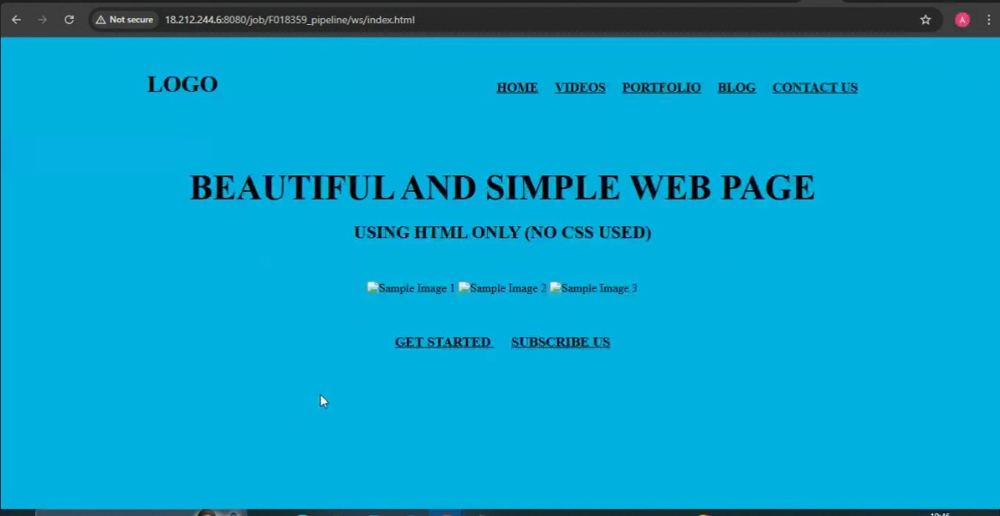 Not secure 18.212.244.6:8080/job/F018359_pipeline/ws/index.html A
LOGO HOME VIDEOS PORTFOLIO BLOG CONTACT US
BEAUTIFUL AND SIMPLE WEB PAGE
USING HTML ONLY (NO CSS USED)
Sample Image 1 Sample Image 2 Sample Image 3
GET STARTED SUBSCRIBE US